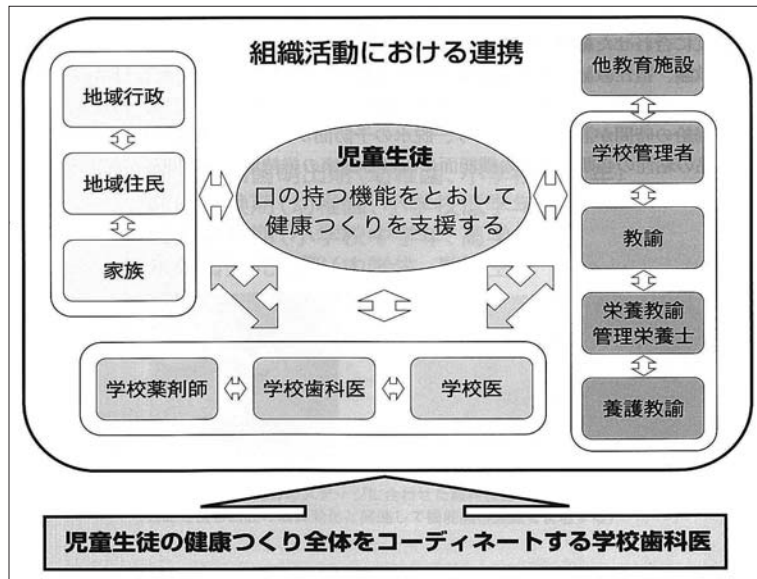 組織活動における連携
地域行政
地域住民
家族
児童生徒
口の持つ機能をとおして
健康つくりを支援する
他教育施設
学校管理者
教諭
栄養教諭
管理栄養士
養護教諭
学校薬剤師
学校歯科医
学校医
児童生徒の健康つくり全体をコーディネートする学校歯科医